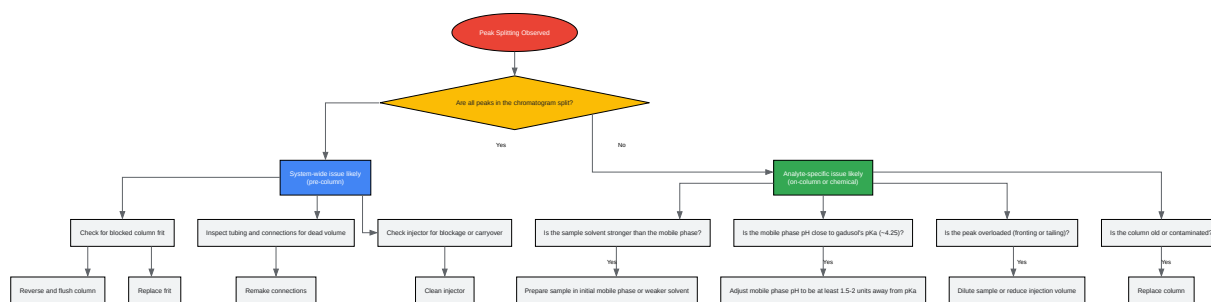 Peak Splitting Observed
Are all peaks in the chromatogram split?
Yes
No
System-wide issue likely
(pre-column)
Analyte-specific issue likely
(on-column or chemical)
Check for blocked column frit
Inspect tubing and connections for dead volume
Check injector for blockage or carryover
Is the sample solvent stronger than the mobile phase?
Is the mobile phase pH close to gadusol's pKa (~4.25)?
Is the peak overloaded (fronting or tailing)?
Is the column old or contaminated?
Yes
Yes
Yes
Yes
Reverse and flush column
Replace frit
Remake connections
Clean injector
Prepare sample in initial mobile phase or weaker solvent
Adjust mobile phase pH to be at least 1.5-2 units away from pKa
Dilute sample or reduce injection volume
Replace column